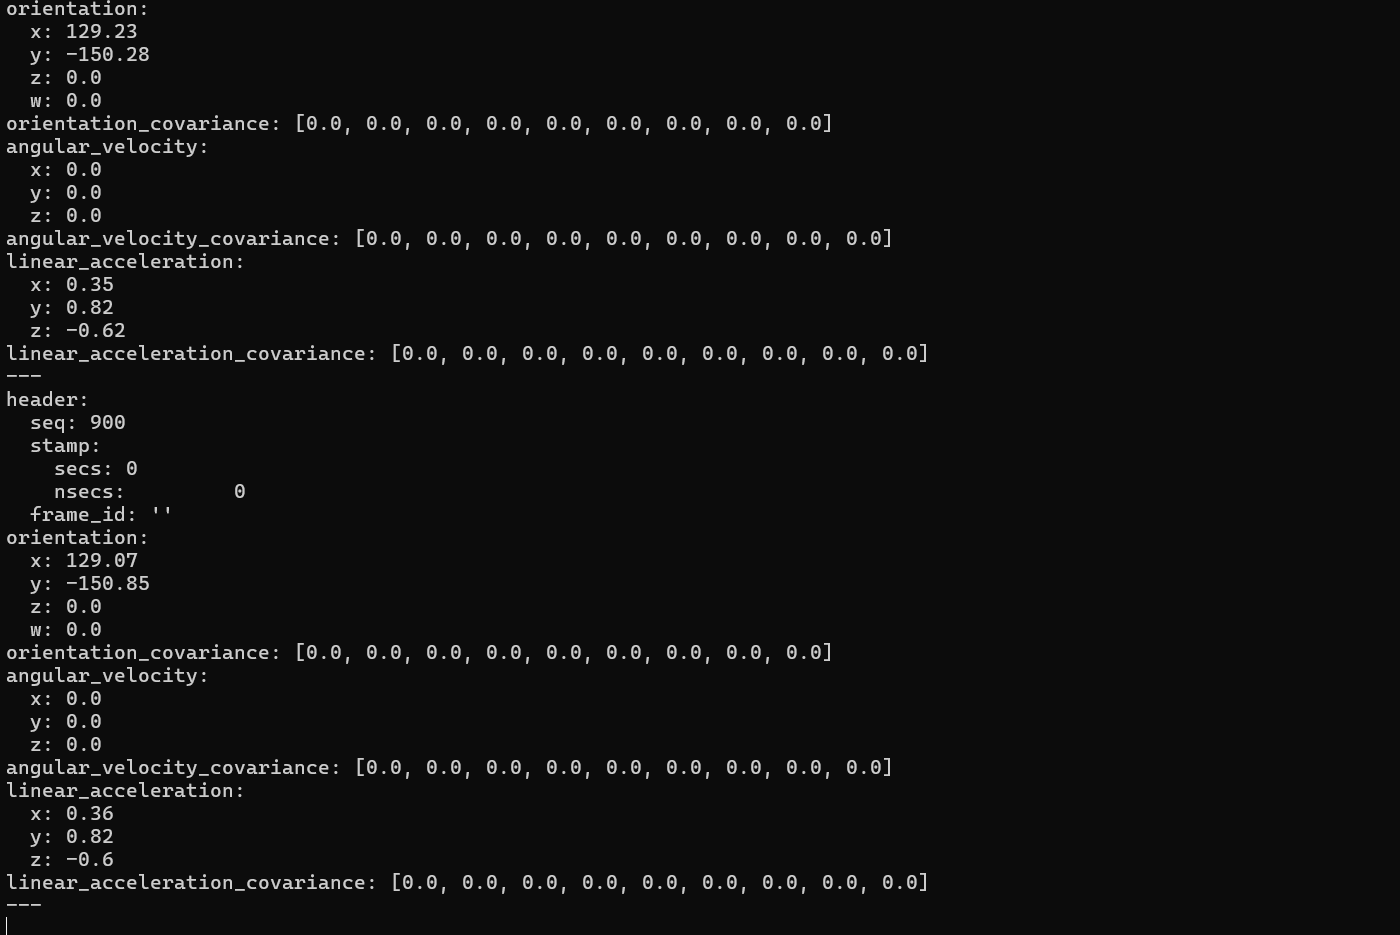 orientation:
  x: 129.23
  y: -150.28
  z: 0.0
  w: 0.0
orientation_covariance: [0.0, 0.0, 0.0, 0.0, 0.0, 0.0, 0.0, 0.0, 0.0]
angular_velocity:
  x: 0.0
  y: 0.0
  z: 0.0
angular_velocity_covariance: [0.0, 0.0, 0.0, 0.0, 0.0, 0.0, 0.0, 0.0, 0.0]
linear_acceleration:
  x: 0.35
  y: 0.82
  z: -0.62
linear_acceleration_covariance: [0.0, 0.0, 0.0, 0.0, 0.0, 0.0, 0.0, 0.0, 0.0]
---
header:
  seq: 900
  stamp:
    secs: 0
    nsecs:         0
  frame_id: ''
orientation:
  x: 129.07
  y: -150.85
  z: 0.0
  w: 0.0
orientation_covariance: [0.0, 0.0, 0.0, 0.0, 0.0, 0.0, 0.0, 0.0, 0.0]
angular_velocity:
  x: 0.0
  y: 0.0
  z: 0.0
angular_velocity_covariance: [0.0, 0.0, 0.0, 0.0, 0.0, 0.0, 0.0, 0.0, 0.0]
linear_acceleration:
  x: 0.36
  y: 0.82
  z: -0.6
linear_acceleration_covariance: [0.0, 0.0, 0.0, 0.0, 0.0, 0.0, 0.0, 0.0, 0.0]
---